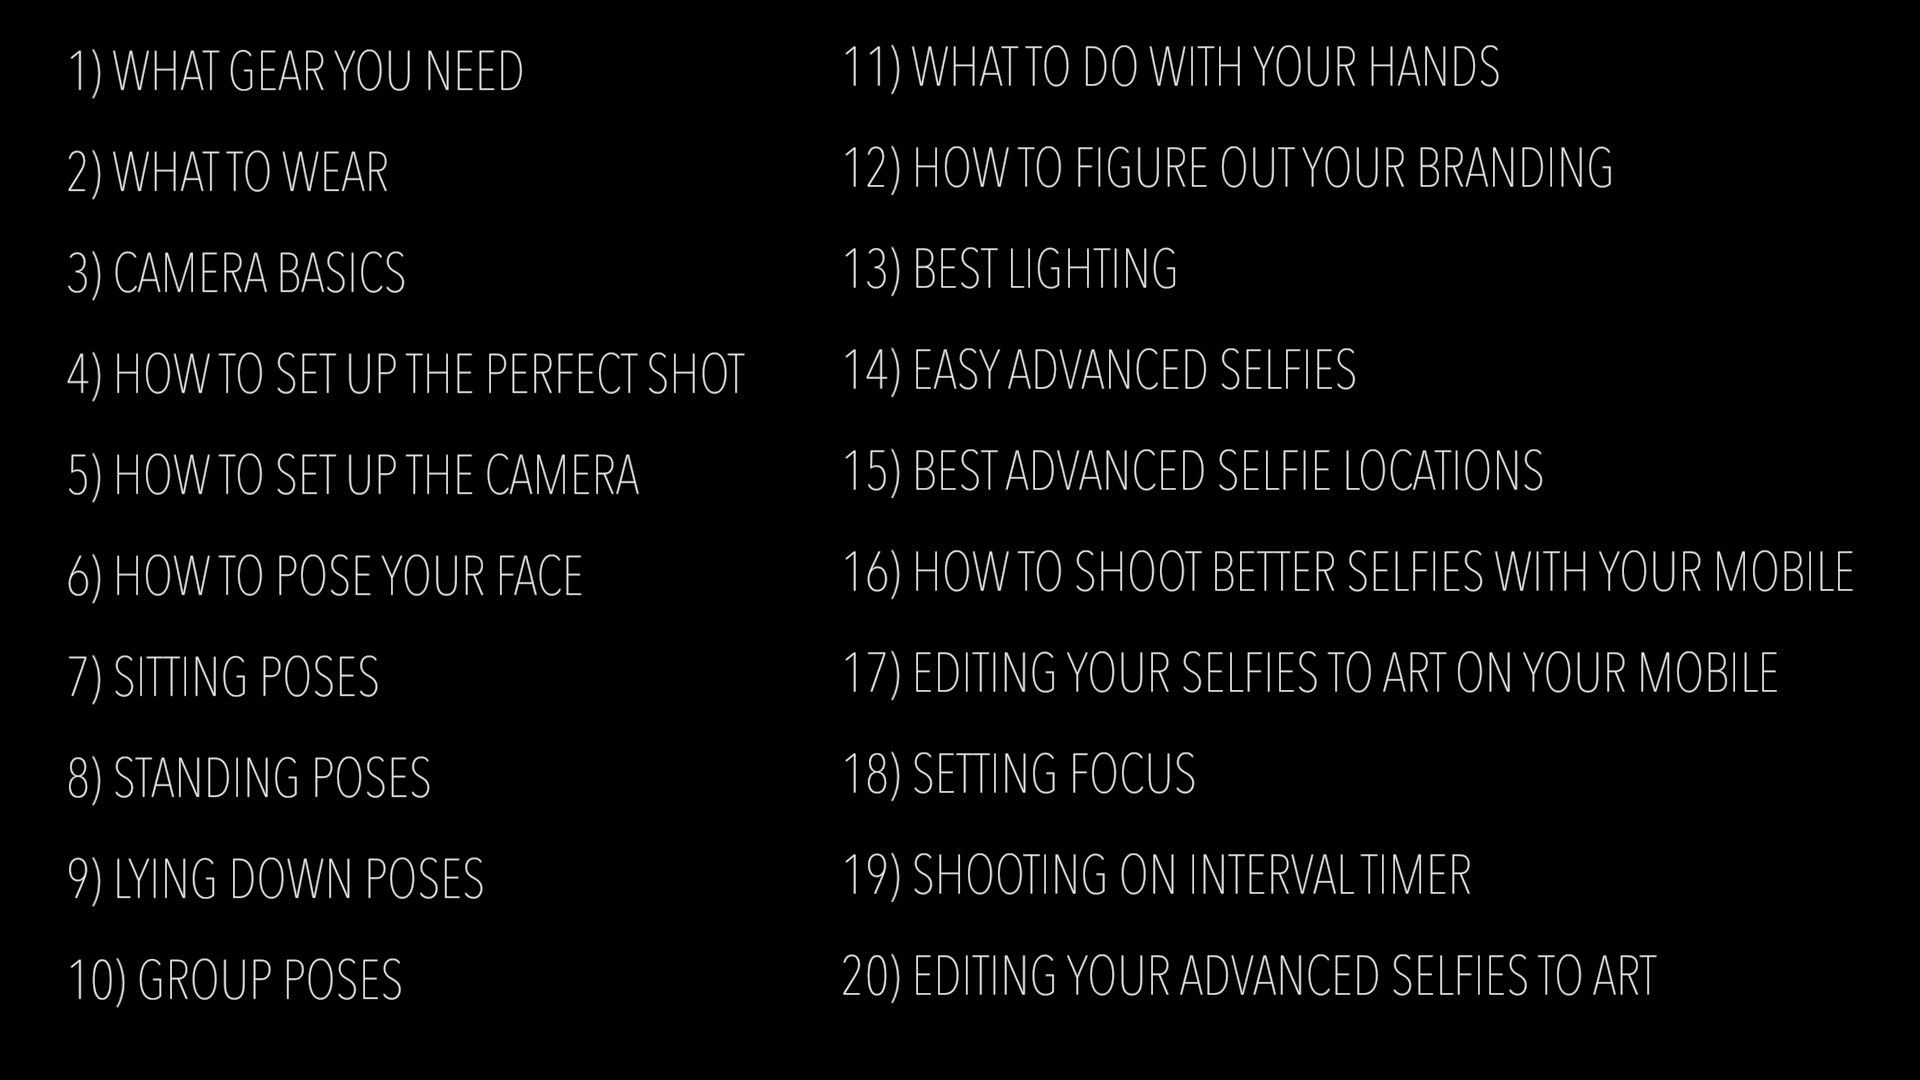 1) WHAT GEAR YOU NEED
2) WHAT TO WEAR
3) CAMERA BASICS
4) HOW TO SET UP THE PERFECT SHOT
5) HOW TO SET UP THE CAMERA
6) HOW TO POSE YOUR FACE
7) SITTING POSES
8) STANDING POSES
9) LYING DOWN POSES
10) GROUP POSES
11) WHAT TO DO WITH YOUR HANDS
12) HOW TO FIGURE OUT YOUR BRANDING
13) BEST LIGHTING
14) EASY ADVANCED SELFIES
15) BEST ADVANCED SELFIE LOCATIONS
16) HOW TO SHOOT BETTER SELFIES WITH YOUR MOBILE
17) EDITING YOUR SELFIES TO ART ON YOUR MOBILE
18) SETTING FOCUS
19) SHOOTING ON INTERVAL TIMER
20) EDITING YOUR ADVANCED SELFIES TO ART